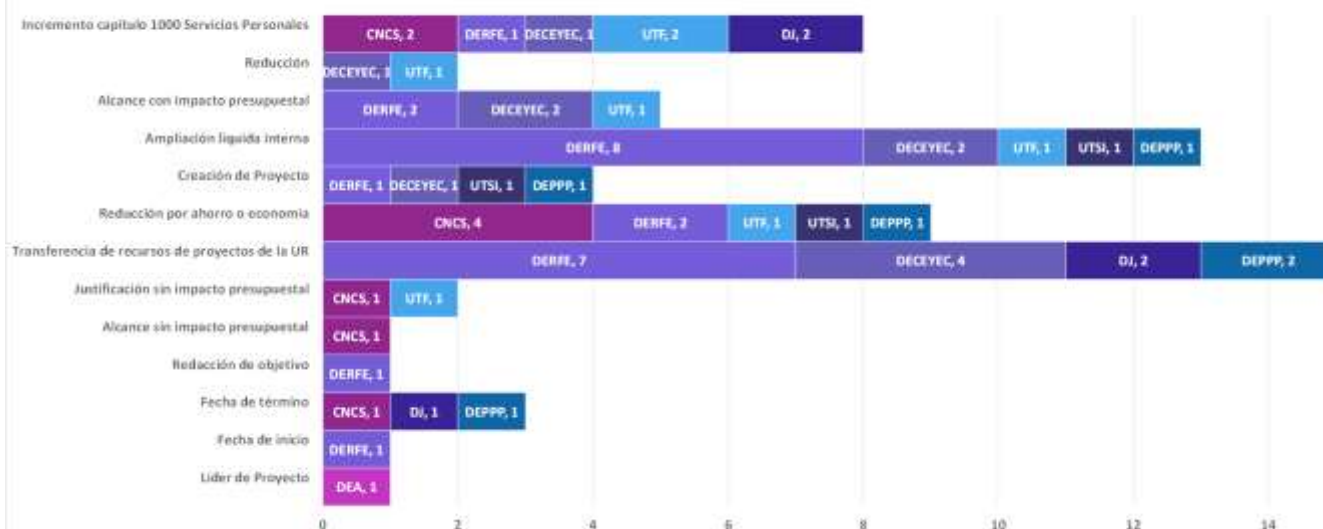 Incremento capítulo 1000 Servicios Personales
CNCS, 2 DERFE, 1 DECEYEC, 1 UTF, 2 DJ, 2
Reducción
DECEYEC, 1 UTF, 1
Alcance con impacto presupuestal
DERFE, 2 DECEYEC, 2 UTF, 1
Ampliación líquida interna
DERFE, 8 DECEYEC, 2 UTF, 1 UTSI, 1 DEPPP, 1
Creación de Proyecto
DERFE, 1 DECEYEC, 1 UTSI, 1 DEPPP, 1
Reducción por ahorro o economía
CNCS, 4 DERFE, 2 UTF, 1 UTSI, 1 DEPPP, 1
Transferencia de recursos de proyectos de la UR
DERFE, 7 DECEYEC, 4 DJ, 2 DEPPP, 2
Justificación sin impacto presupuestal
CNCS, 1 UTF, 1
Alcance sin impacto presupuestal
CNCS, 1
Redacción de objetivo
DERFE, 1
Fecha de término
CNCS, 1 DJ, 1 DEPPP, 1
Fecha de inicio
DERFE, 1
Líder de Proyecto
DEA, 1
0 2 4 6 8 10 12 14